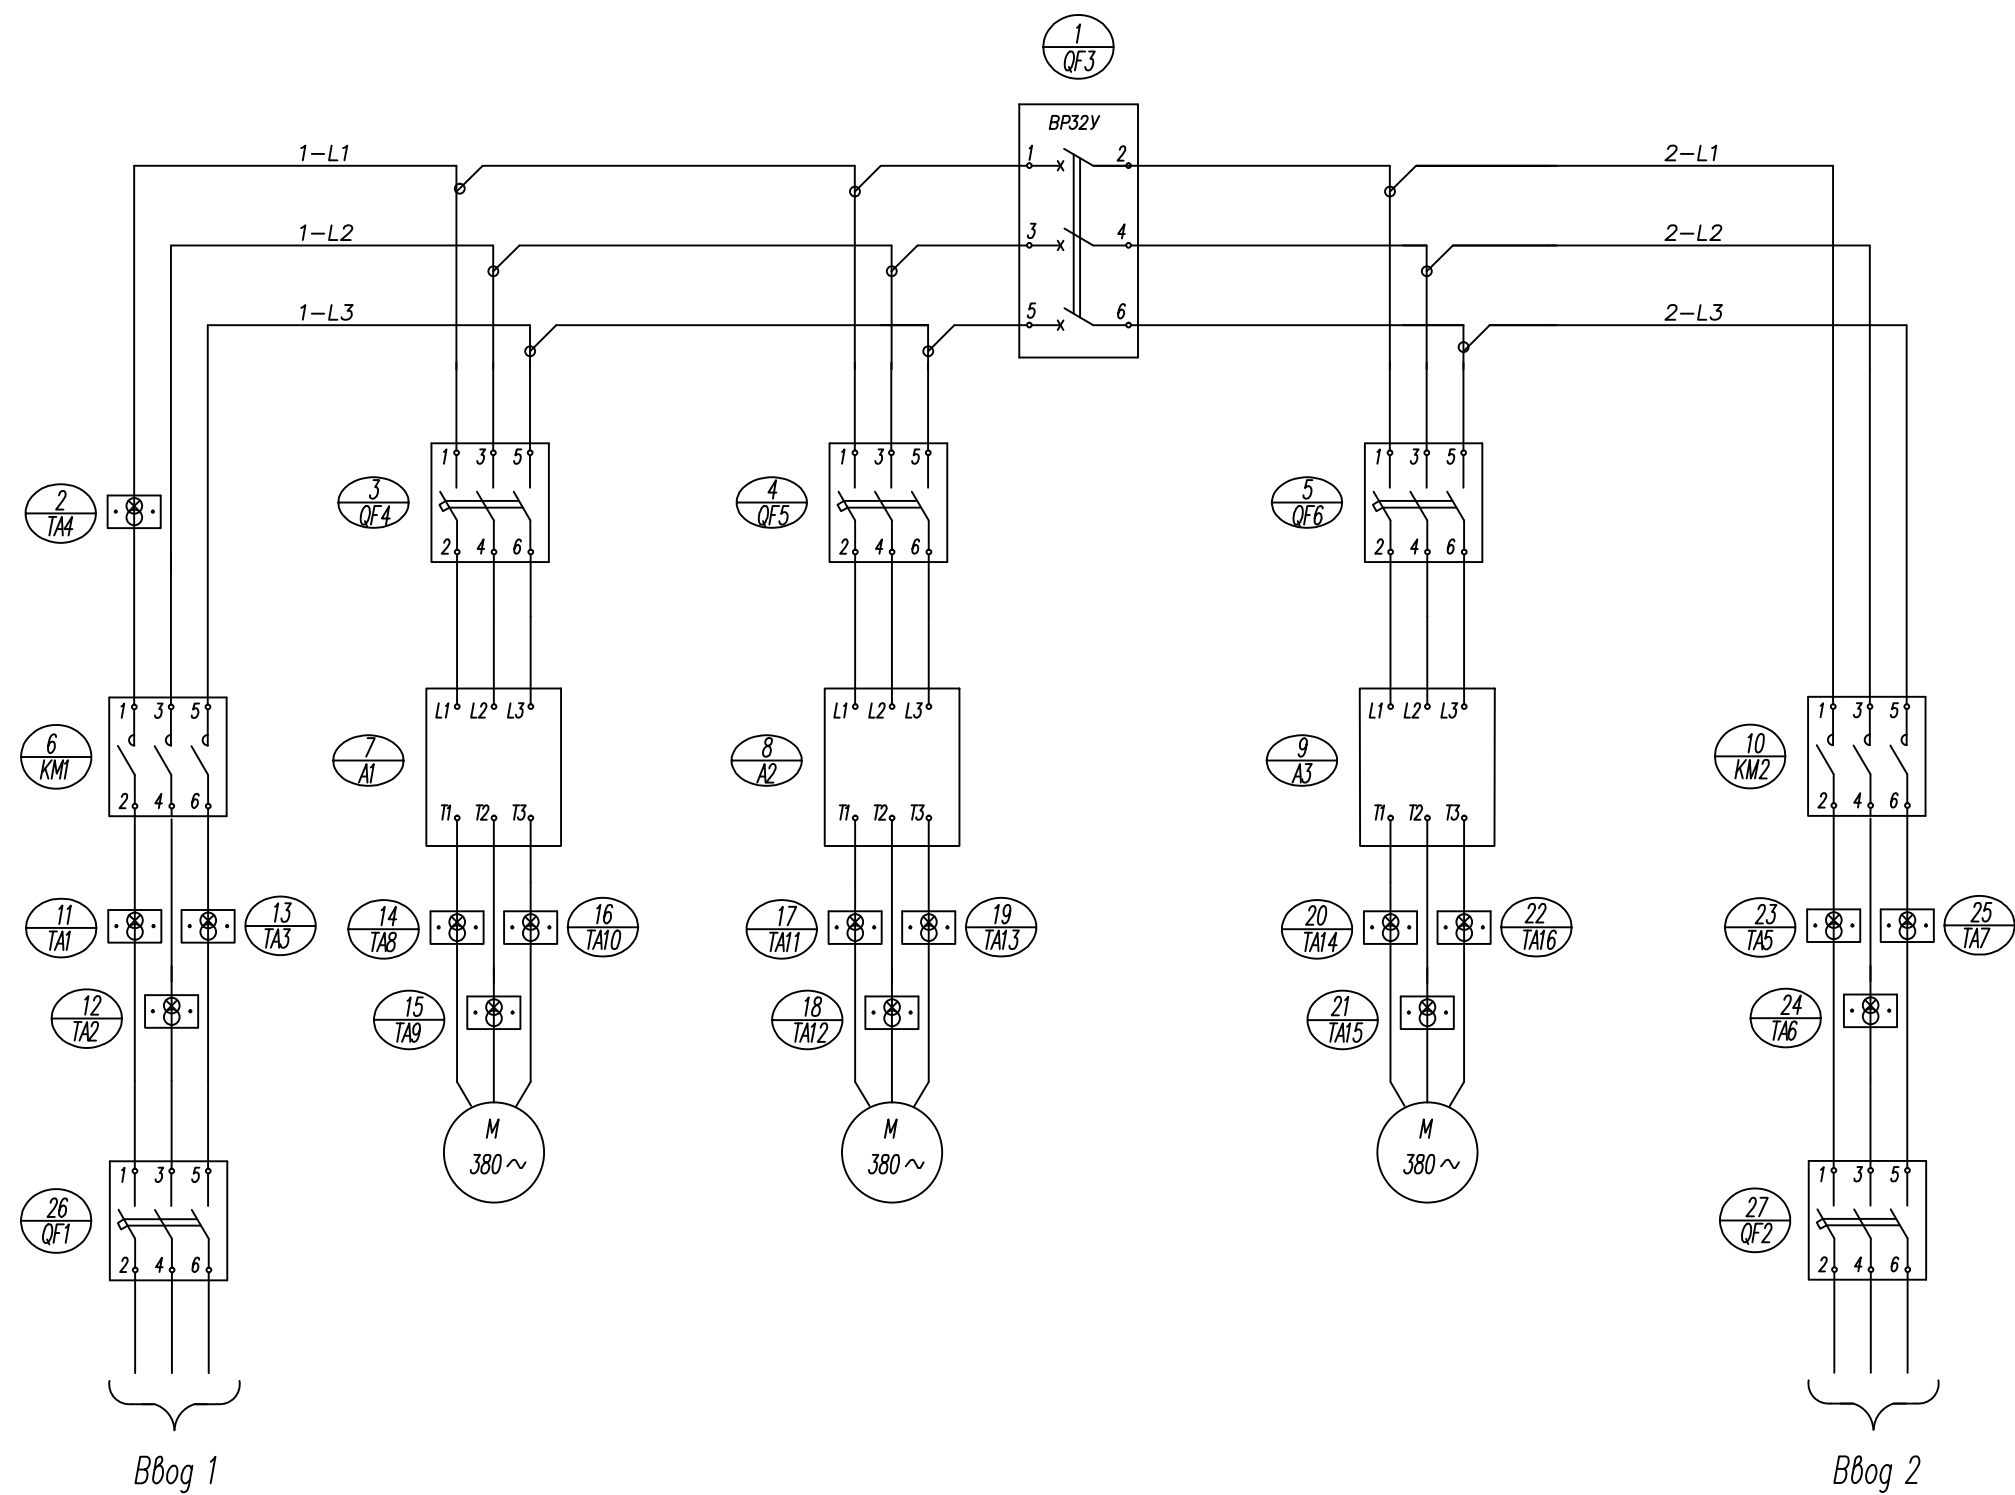 1
QF3
ВР32У
1-L1
1
2
2-L1
1-L2
3
4
2-L2
1-L3
5
6
2-L3
1 3 5
1 3 5
1 3 5
2
TA4
3
QF4
4
QF5
5
QF6
2 4 6
2 4 6
2 4 6
1 3 5
L1 L2 L3
L1 L2 L3
L1 L2 L3
1 3 5
6
KM1
7
A1
8
A2
9
A3
10
KM2
2 4 6
T1 T2 T3
T1 T2 T3
T1 T2 T3
2 4 6
11
TA1
13
TA3
14
TA8
16
TA10
17
TA11
19
TA13
20
TA14
22
TA16
23
TA5
25
TA7
12
TA2
15
TA9
18
TA12
21
TA15
24
TA6
M
380~
M
380~
M
380~
1 3 5
1 3 5
26
QF1
27
QF2
2 4 6
2 4 6
Ввод 1
Ввод 2